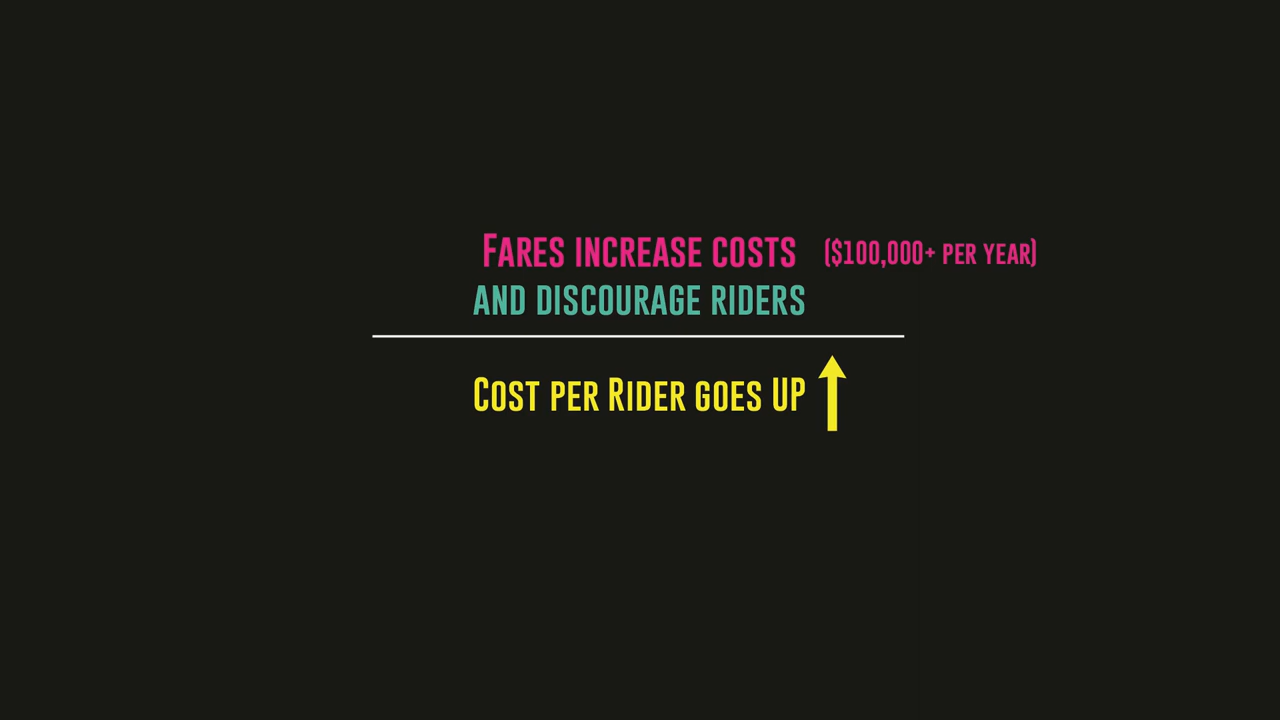 Fares increase costs ($100,000+ per year)
and discourage riders
Cost per Rider goes UP